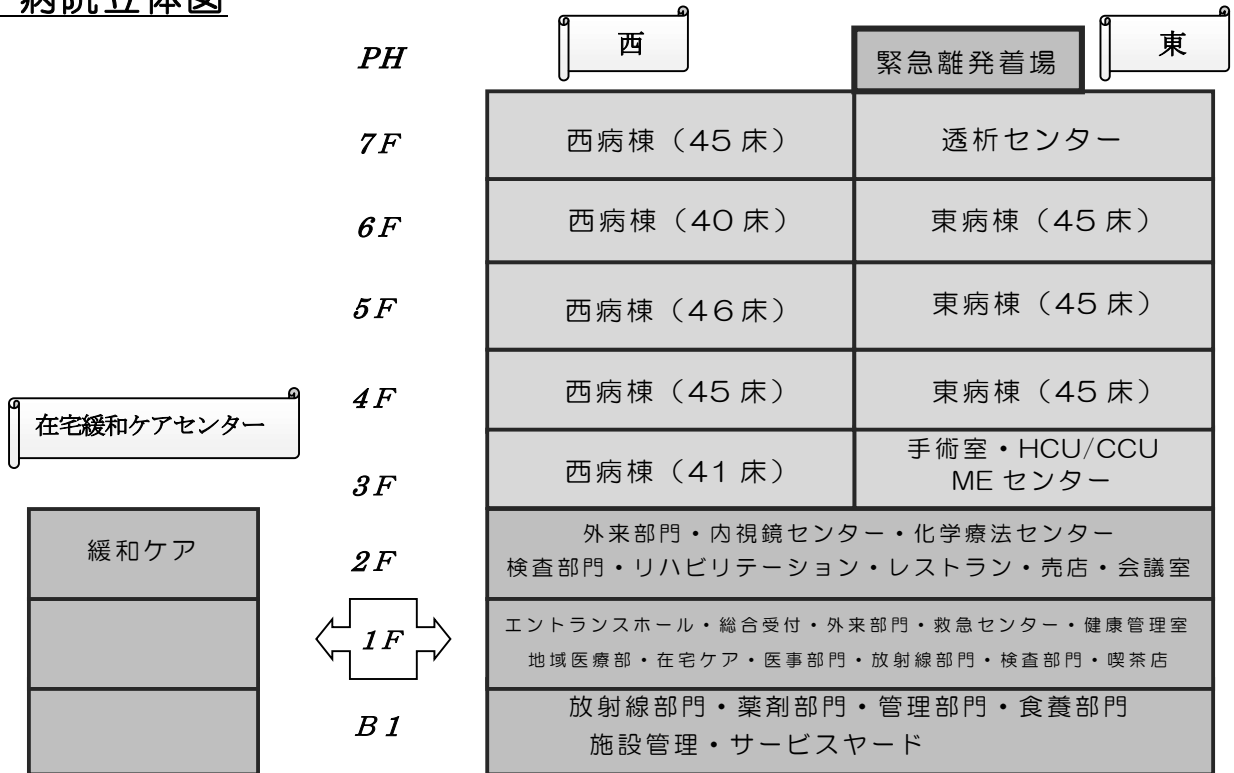 病院立体図
西
東
PH
緊急離発着場
7F
西病棟（45床）
透析センター
6F
西病棟（40床）
東病棟（45床）
5F
西病棟（46床）
東病棟（45床）
4F
西病棟（45床）
東病棟（45床）
在宅緩和ケアセンター
3F
西病棟（41床）
手術室・HCU/CCU
MEセンター
緩和ケア
2F
外来部門・内視鏡センター・化学療法センター
検査部門・リハビリテーション・レストラン・売店・会議室
1F
エントランスホール・総合受付・外来部門・救急センター・健康管理室
地域医療部・在宅ケア・医事部門・放射線部門・検査部門・喫茶店
B1
放射線部門・薬剤部門・管理部門・食養部門
施設管理・サービスヤード